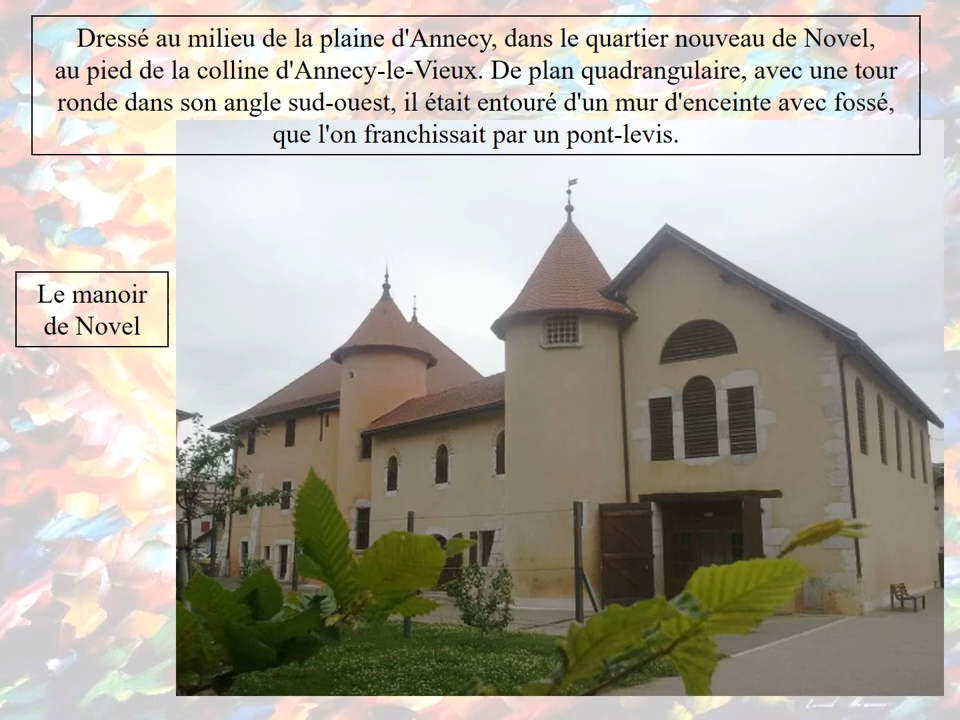 Dressé au milieu de la plaine d'Annecy, dans le quartier nouveau de Novel,
au pied de la colline d'Annecy-le-Vieux. De plan quadrangulaire, avec une tour
ronde dans son angle sud-ouest, il était entouré d'un mur d'enceinte avec fossé,
que l'on franchissait par un pont-levis.
Le manoir
de Novel